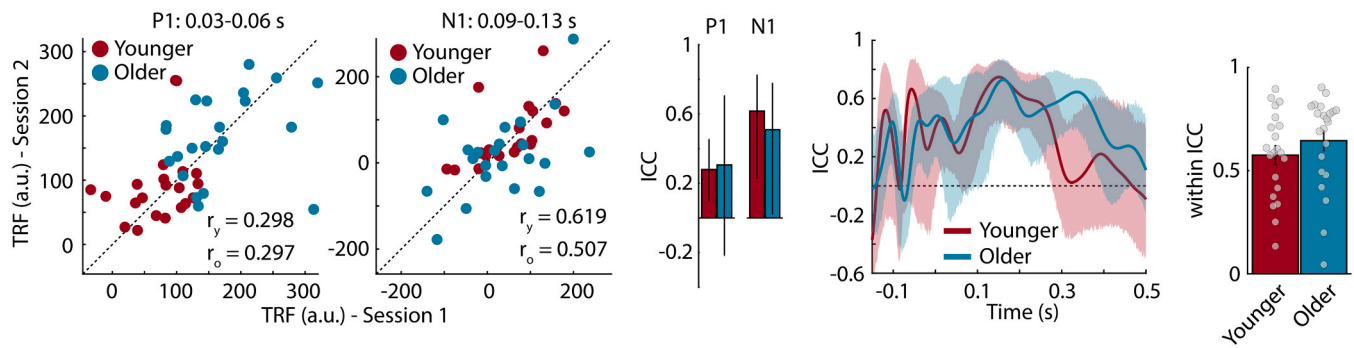 P1: 0.03-0.06 s
TRF (a.u.) - Session 2
300
200
100
0
Younger
Older
r_y = 0.298
r_o = 0.297
0
100
200
300
N1: 0.09-0.13 s
200
0
-200
Younger
Older
r_y = 0.619
r_o = 0.507
-200
0
200
TRF (a.u.) - Session 1
P1 N1
ICC
1
0.6
0.2
-0.2
ICC
1
0.6
0.2
-0.2
-0.6
Younger
Older
-0.1
0.1
0.3
0.5
Time (s)
within ICC
1
0.5
0
Younger
Older